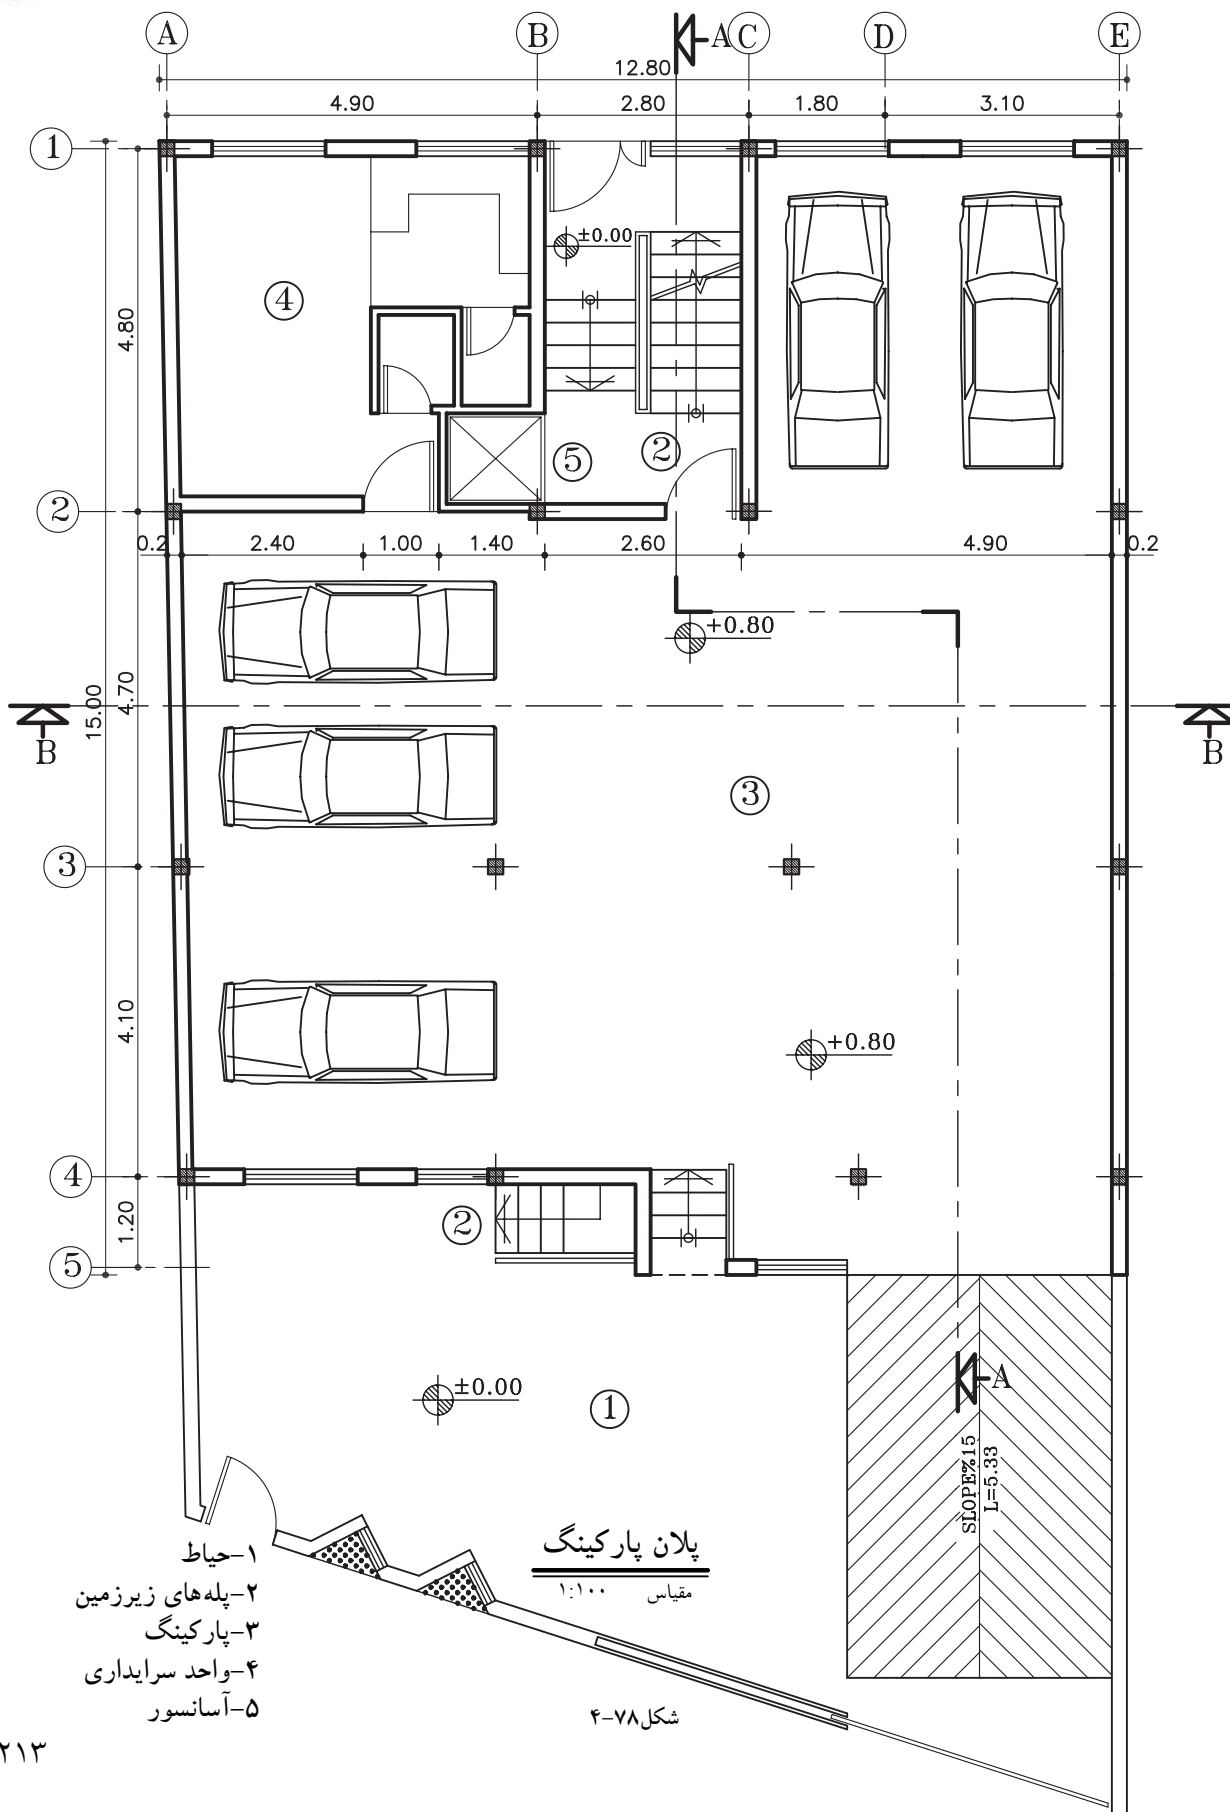 A B A C D E
12.80
4.90 2.80 1.80 3.10
1
±0.00
4
4.80
5 2
2
0.2 2.40 1.00 1.40 2.60 4.90 0.2
+0.80
15.00 4.70
B B
3
3
4.10
+0.80
4
2
1.20
5
±0.00 1
A
SLOPE%15
L=5.33
پلان پارکینگ
مقیاس ۱:۱۰۰
۱-حیاط
۲-پله‌های زیرزمین
۳-پارکینگ
۴-واحد سرایداری
۵-آسانسور
شکل۷۸-۴
۲۱۳